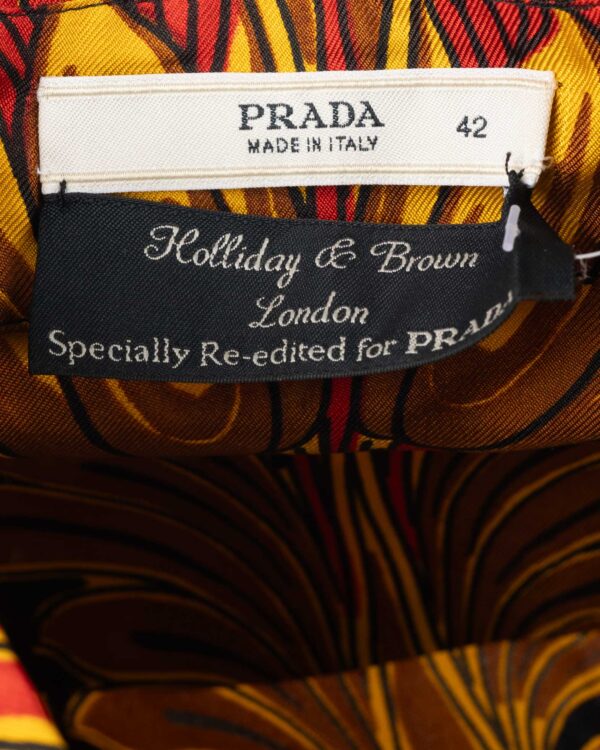 PRADA 42
MADE IN ITALY
Holliday & Brown
London
Specially Re-edited for PRADA